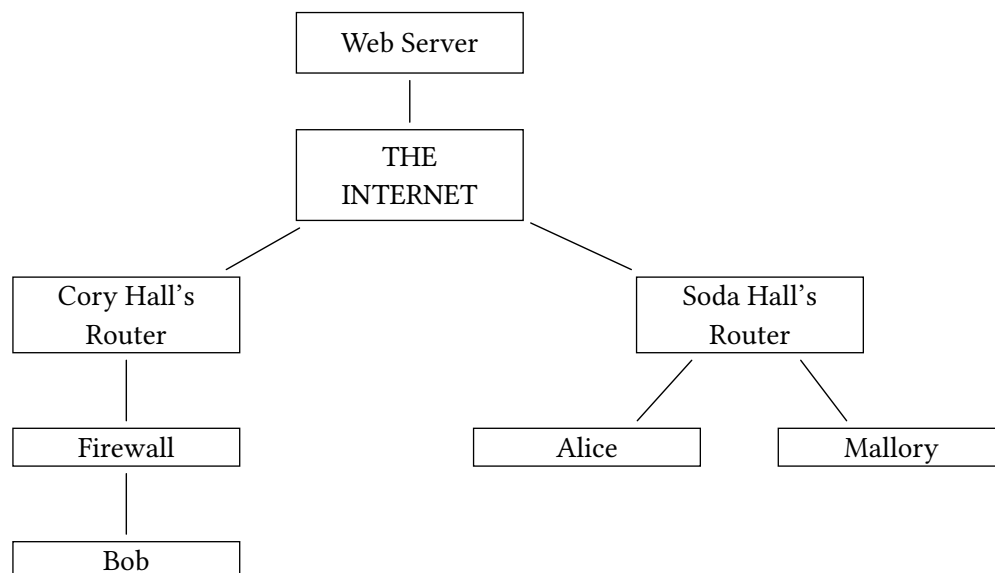 Web Server
THE
INTERNET
Cory Hall’s
Router
Soda Hall’s
Router
Firewall
Alice
Mallory
Bob